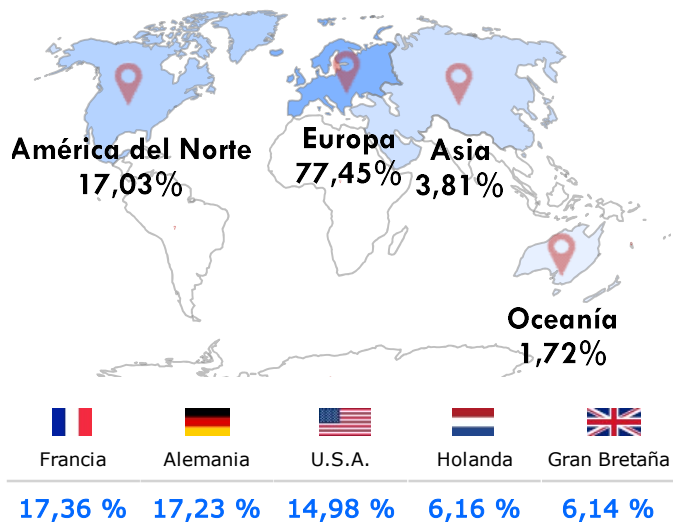 América del Norte
17,03%
Europa
77,45%
Asia
3,81%
Oceanía
1,72%
Francia Alemania U.S.A. Holanda Gran Bretaña
17,36 % 17,23 % 14,98 % 6,16 % 6,14 %